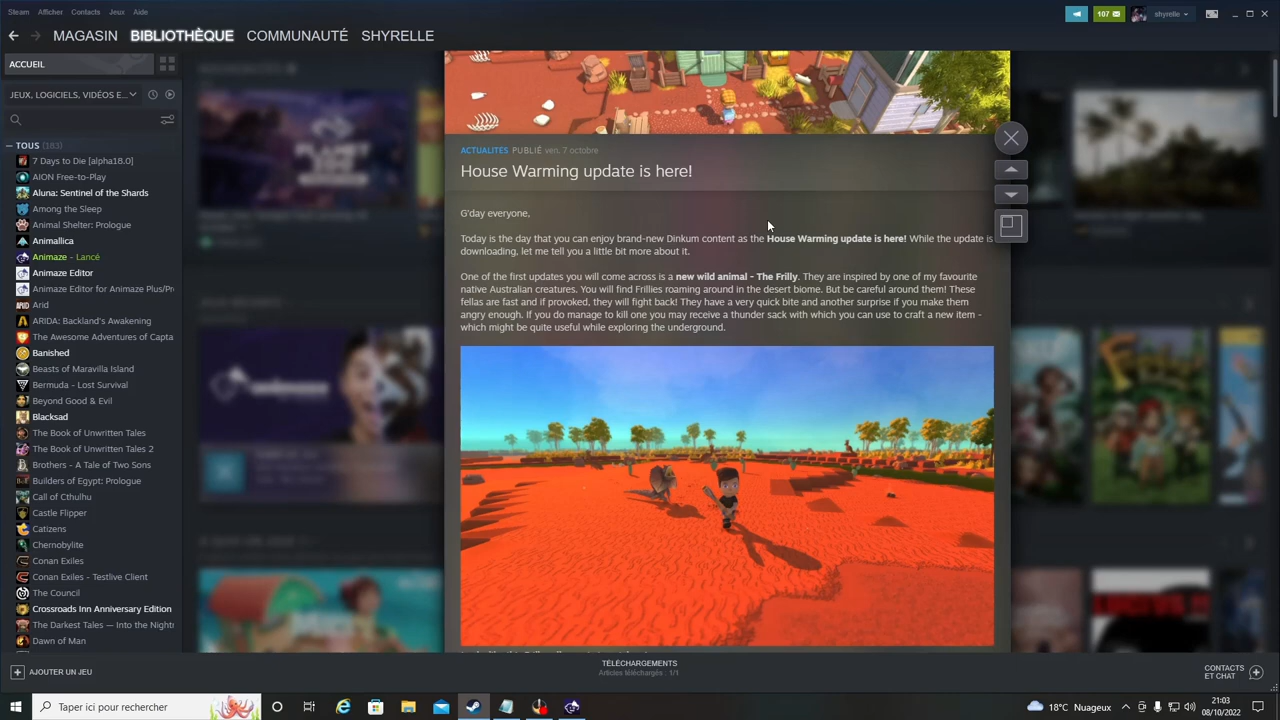 Steam Afficher Contacts Jeux Aide
107 shyrelle
MAGASIN BIBLIOTHÈQUE COMMUNAUTÉ SHYRELLE
ACCUEIL
JEUX, LOGICIELS, VIDÉOS E...
TOUS (183)
7 Days to Die [alpha18.0]
AION Free-to-Play
Aluna: Sentinel of the Shards
Among the Sleep
Animal Shelter: Prologue
Animallica
Animaze - Lancé
Animaze Editor
Animaze Editor for Animaze Plus/Pr
Arid
ARIDA: Backland's Awakening
The Awesome Adventures of Capta
Banished
Beasts of Maravilla Island
Bermuda - Lost Survival
Beyond Good & Evil
Blacksad
The Book of Unwritten Tales
The Book of Unwritten Tales 2
Brothers - A Tale of Two Sons
Builders of Egypt: Prologue
Call of Cthulhu
Castle Flipper
Catizens
Chernobylite
Conan Exiles
Conan Exiles - Testlive Client
The Council
Crossroads Inn Anniversary Edition
The Darkest Tales — Into the Nightm
Dawn of Man
ACTUALITÉS PUBLIÉ ven. 7 octobre
House Warming update is here!
G'day everyone,
Today is the day that you can enjoy brand-new Dinkum content as the House Warming update is here! While the update is
downloading, let me tell you a little bit more about it.
One of the first updates you will come across is a new wild animal - The Frilly. They are inspired by one of my favourite
native Australian creatures. You will find Frillies roaming around in the desert biome. But be careful around them! These
fellas are fast and if provoked, they will fight back! They have a very quick bite and another surprise if you make them
angry enough. If you do manage to kill one you may receive a thunder sack with which you can use to craft a new item -
which might be quite useful while exploring the underground.
AJOUTER UN JEU
TÉLÉCHARGEMENTS
Articles téléchargés : 1/1
CONTACTS
ET CHAT
Taper ici pour rechercher
18°C Nuageux
21:03
08/10/2022